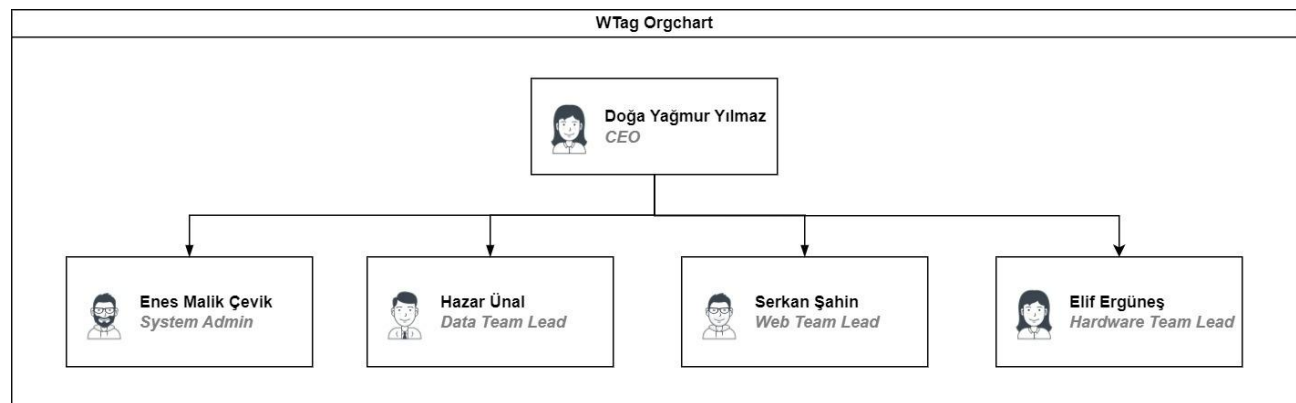 WTag Orgchart
Doğa Yağmur Yılmaz
CEO
Enes Malik Çevik
System Admin
Hazar Ünal
Data Team Lead
Serkan Şahin
Web Team Lead
Elif Ergüneş
Hardware Team Lead